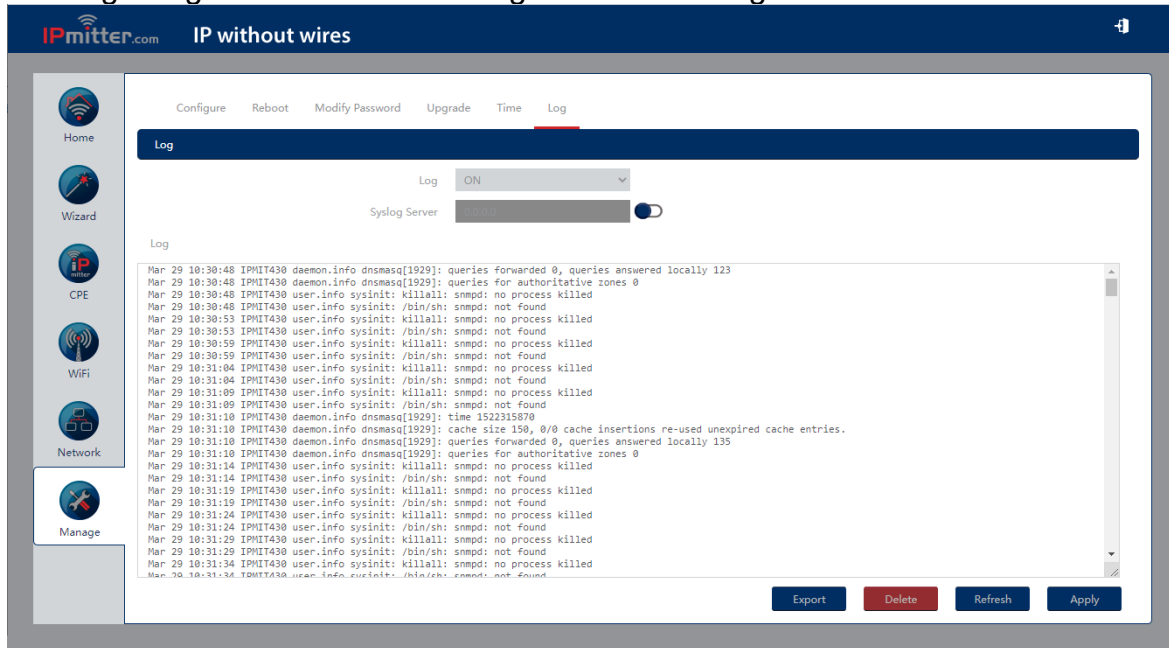 IPmitter.com IP without wires
Configure Reboot Modify Password Upgrade Time Log
Home
Log
Log ON
Wizard
Syslog Server 0.0.0.0
Log
IP
mitter
CPE
WiFi
Network
Manage
Mar 29 10:30:48 IPMIT430 daemon.info dnsmasq[1929]: queries forwarded 0, queries answered locally 123
Mar 29 10:30:48 IPMIT430 daemon.info dnsmasq[1929]: queries for authoritative zones 0
Mar 29 10:30:48 IPMIT430 user.info sysinit: killall: snmpd: no process killed
Mar 29 10:30:48 IPMIT430 user.info sysinit: /bin/sh: snmpd: not found
Mar 29 10:30:53 IPMIT430 user.info sysinit: killall: snmpd: no process killed
Mar 29 10:30:53 IPMIT430 user.info sysinit: /bin/sh: snmpd: not found
Mar 29 10:30:59 IPMIT430 user.info sysinit: killall: snmpd: no process killed
Mar 29 10:30:59 IPMIT430 user.info sysinit: /bin/sh: snmpd: not found
Mar 29 10:31:04 IPMIT430 user.info sysinit: killall: snmpd: no process killed
Mar 29 10:31:04 IPMIT430 user.info sysinit: /bin/sh: snmpd: not found
Mar 29 10:31:09 IPMIT430 user.info sysinit: killall: snmpd: no process killed
Mar 29 10:31:09 IPMIT430 user.info sysinit: /bin/sh: snmpd: not found
Mar 29 10:31:10 IPMIT430 daemon.info dnsmasq[1929]: time 1522315870
Mar 29 10:31:10 IPMIT430 daemon.info dnsmasq[1929]: cache size 150, 0/0 cache insertions re-used unexpired cache entries.
Mar 29 10:31:10 IPMIT430 daemon.info dnsmasq[1929]: queries forwarded 0, queries answered locally 135
Mar 29 10:31:10 IPMIT430 daemon.info dnsmasq[1929]: queries for authoritative zones 0
Mar 29 10:31:14 IPMIT430 user.info sysinit: killall: snmpd: no process killed
Mar 29 10:31:14 IPMIT430 user.info sysinit: /bin/sh: snmpd: not found
Mar 29 10:31:19 IPMIT430 user.info sysinit: killall: snmpd: no process killed
Mar 29 10:31:19 IPMIT430 user.info sysinit: /bin/sh: snmpd: not found
Mar 29 10:31:24 IPMIT430 user.info sysinit: killall: snmpd: no process killed
Mar 29 10:31:24 IPMIT430 user.info sysinit: /bin/sh: snmpd: not found
Mar 29 10:31:29 IPMIT430 user.info sysinit: killall: snmpd: no process killed
Mar 29 10:31:29 IPMIT430 user.info sysinit: /bin/sh: snmpd: not found
Mar 29 10:31:34 IPMIT430 user.info sysinit: killall: snmpd: no process killed
Mar 29 10:31:34 IPMIT430 user.info sysinit: /bin/sh: snmpd: not found
Export Delete Refresh Apply